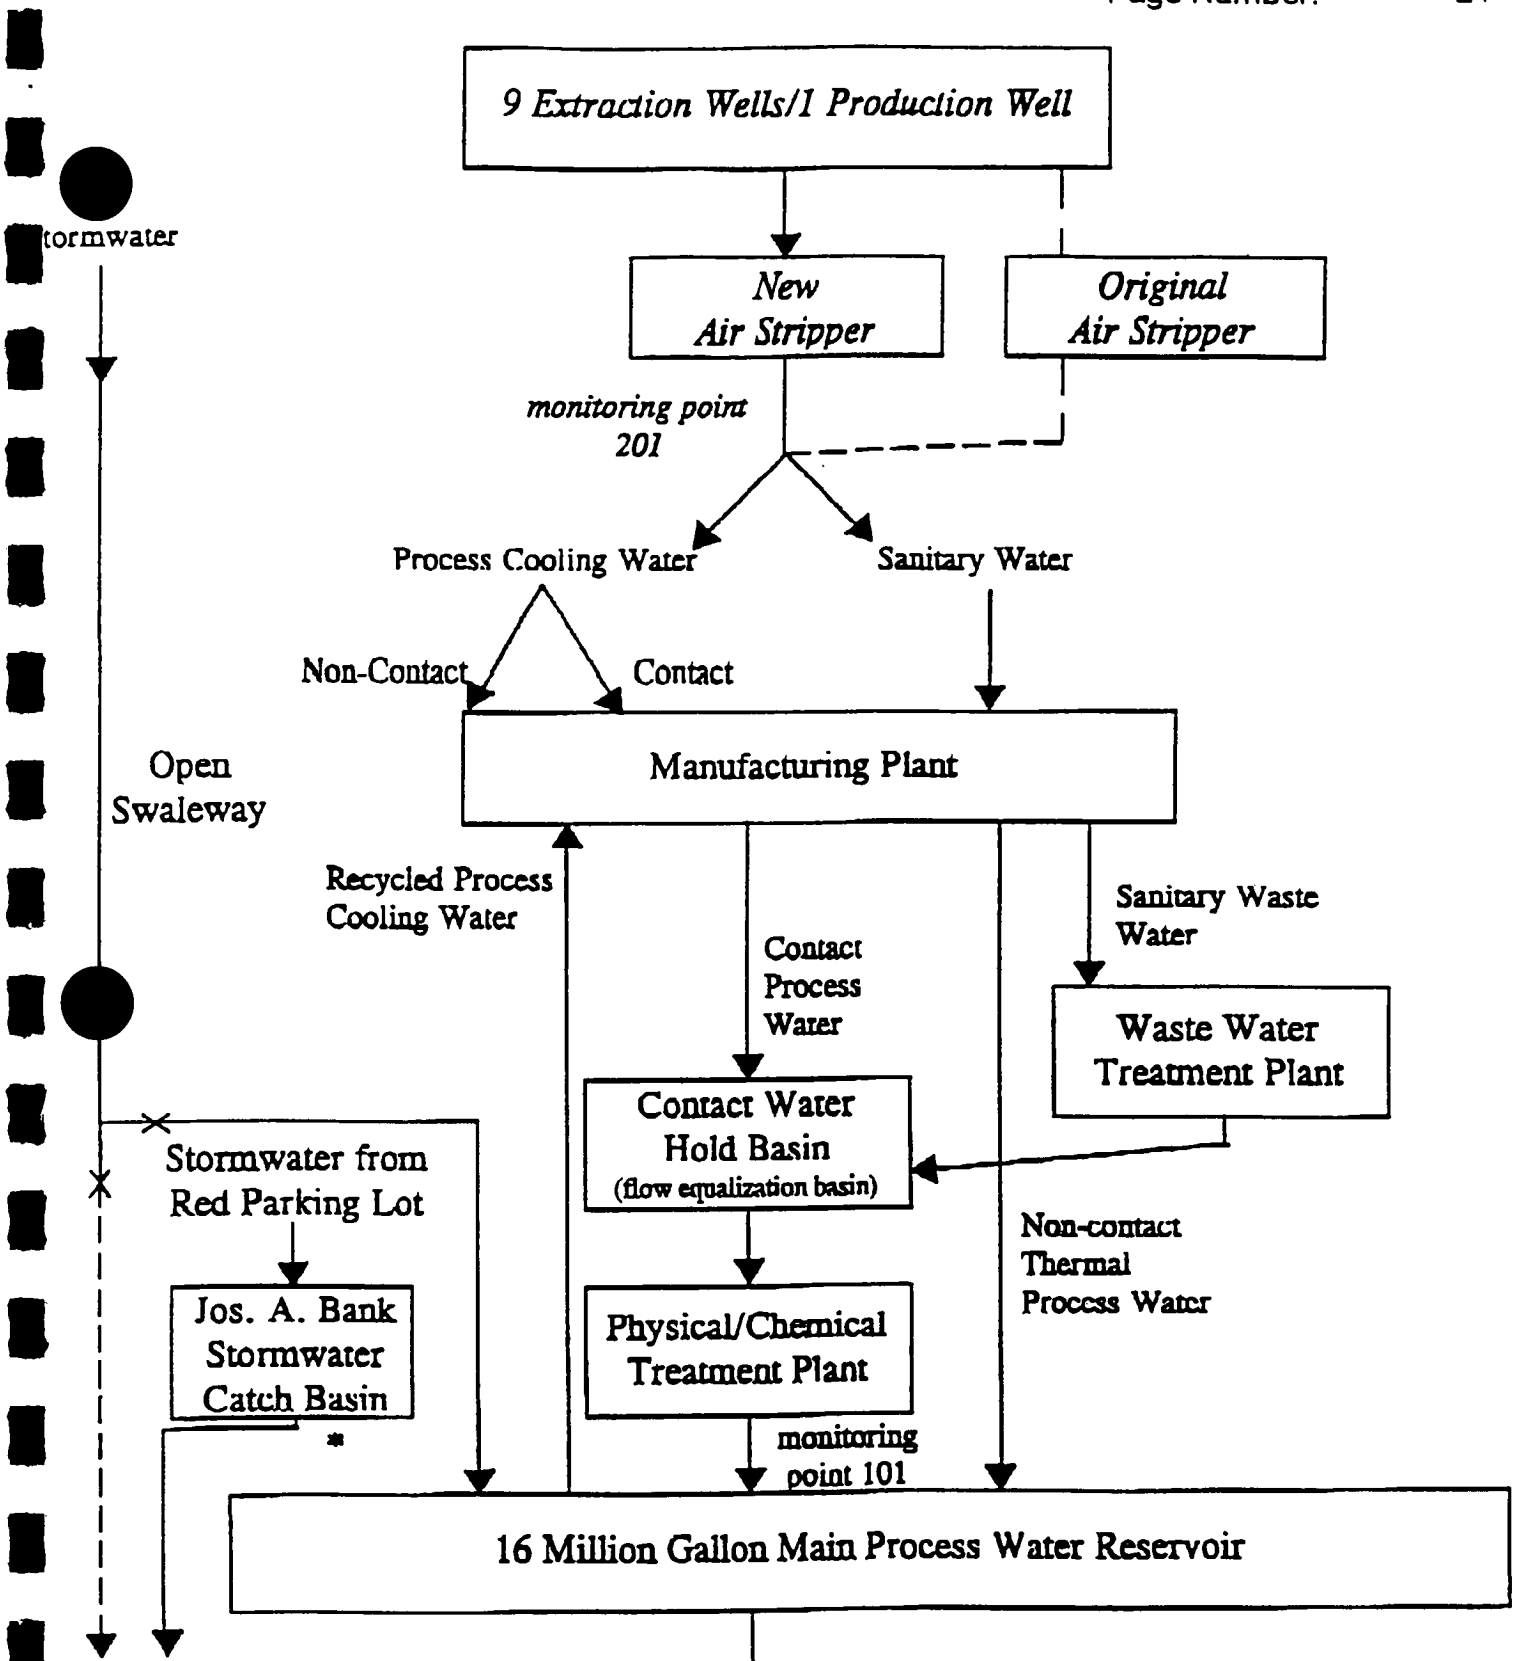 Page Number:
9 Extraction Wells/1 Production Well
tormwater
New
Air Stripper
Original
Air Stripper
monitoring point
201
Process Cooling Water
Sanitary Water
Non-Contact
Contact
Manufacturing Plant
Open
Swaleway
Recycled Process
Cooling Water
Sanitary Waste
Water
Contact
Process
Water
Waste Water
Treatment Plant
Contact Water
Hold Basin
(flow equalization basin)
Stormwater from
Red Parking Lot
Non-contact
Thermal
Process Water
Jos. A. Bank
Stormwater
Catch Basin
*
Physical/Chemical
Treatment Plant
monitoring
point 101
16 Million Gallon Main Process Water Reservoir